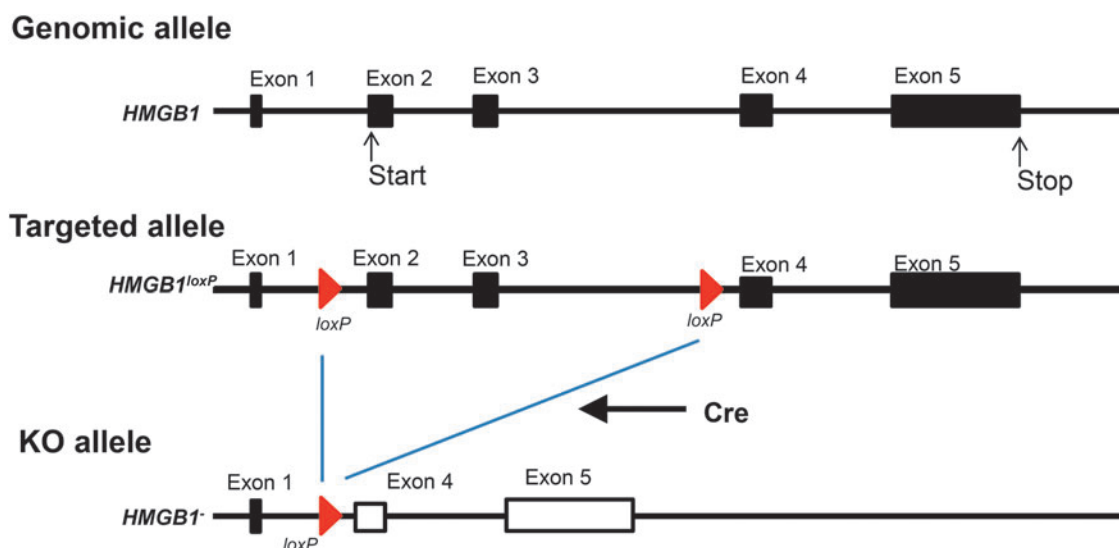 Genomic allele
Exon 1 Exon 2 Exon 3 Exon 4 Exon 5
HMGB1
Start Stop
Targeted allele
Exon 1 Exon 2 Exon 3 Exon 4 Exon 5
HMGB1loxP
loxP loxP
Cre
KO allele
Exon 1 Exon 4 Exon 5
HMGB1-
loxP